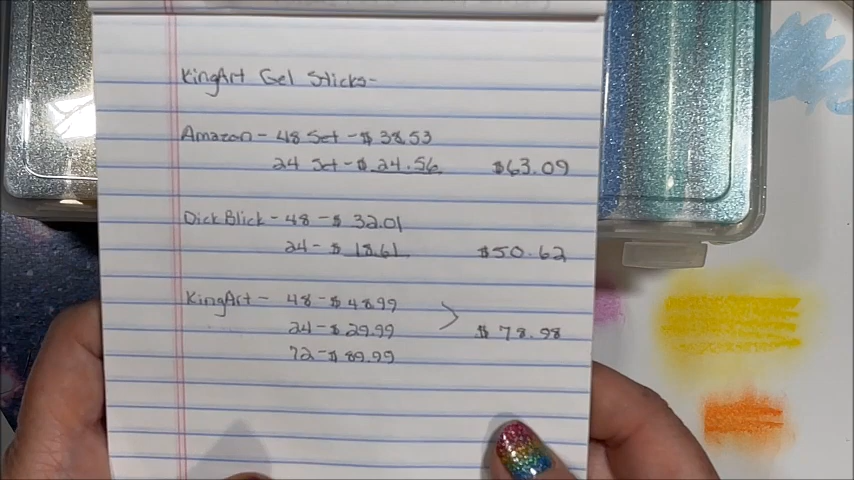 KingArt Gel Sticks-
Amazon - 48 Set - $38.53
24 Set - $24.56 $63.09
Dick Blick - 48 - $32.01
24 - $18.61 $50.62
KingArt - 48 - $48.99
24 - $29.99 > $78.98
72 - $89.99